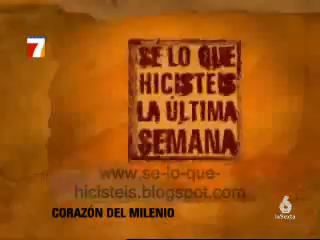 7
SE LO QUE
HICISTEIS
LA ÚLTIMA
SEMANA
www.se-lo-que-
hicisteis.blogspot.com
CORAZÓN DEL MILENIO
6
laSexta